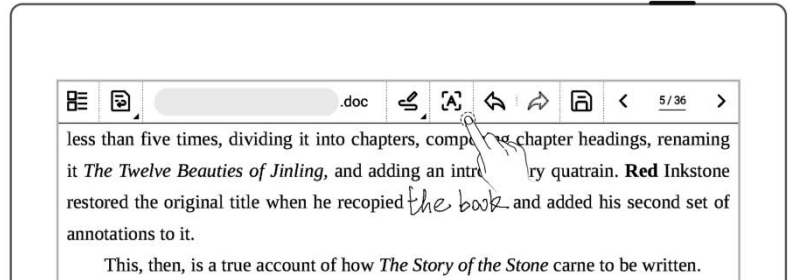 .doc A 5/36
less than five times, dividing it into chapters, chapter headings, renaming
it The Twelve Beauties of Jinling, and adding an quatrain. Red Inkstone
restored the original title when he recopied the book and added his second set of
annotations to it.
This, then, is a true account of how The Story of the Stone carne to be written.